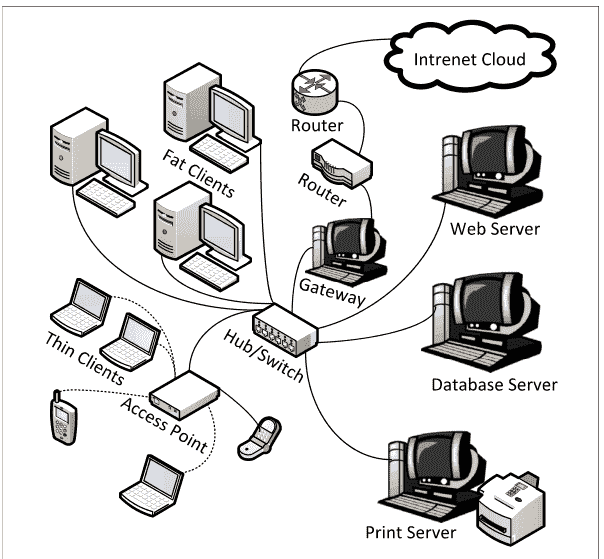 Intrenet Cloud
Router
Fat Clients
Router
Web Server
Gateway
Hub/Switch
Thin Clients
Database Server
Access Point
Print Server